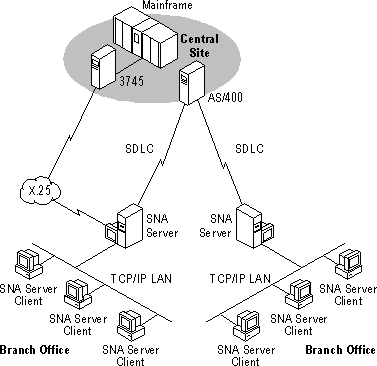 Mainframe
Central
Site
3745
AS/400
SDLC
SDLC
X.25
SNA
Server
SNA
Server
TCP/IP LAN
TCP/IP LAN
SNA Server
Client
SNA Server
Client
SNA Server
Client
SNA Server
Client
SNA Server
Client
SNA Server
Client
Branch Office
Branch Office